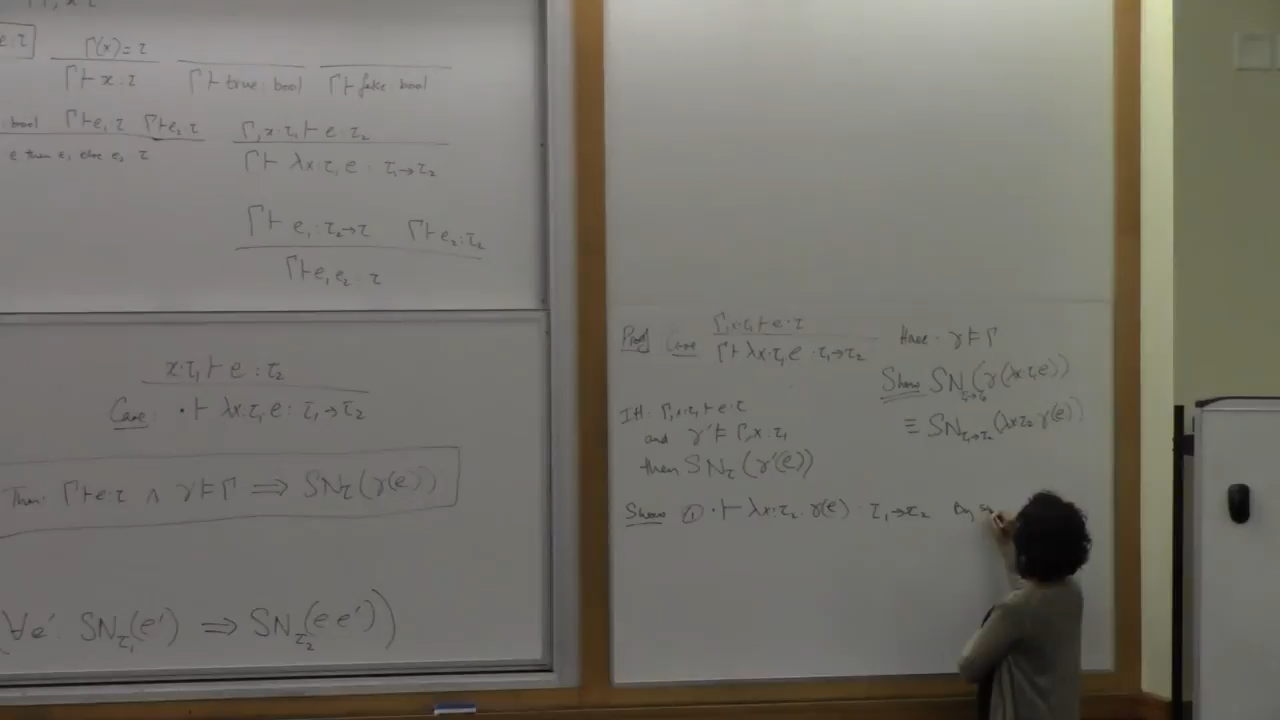 e:τ
Γ(x)=τ
Γ⊢ x:τ
Γ⊢ true: bool
Γ⊢ false: bool
: bool Γ⊢e₁:τ Γ⊢e₂:τ
e then e₁ else e₂ : τ
Γ,x:τ₁⊢ e:τ₂
Γ⊢ λx:τ₁.e : τ₁→τ₂
Γ⊢ e₁:τ₂→τ Γ⊢e₂:τ₂
Γ⊢e₁ e₂ : τ
x:τ₁⊢ e:τ₂
Case: ·⊢ λx:τ₁.e: τ₁→τ₂
Thm: Γ⊢e:τ ∧ γ⊨Γ ⟹ SN_τ(γ(e))
∀e'. SN_τ₁(e') ⟹ SN_τ₂(e e'))
Proof Case Γ,x:τ₁⊢e:τ
Γ⊢ λx:τ₁.e : τ₁→τ₂
Have: γ⊨Γ
Show SN_τ₁→τ₂(γ(λx:τ₁.e))
≡ SN_τ₁→τ₂(λx:τ₂.γ(e))
IH: Γ,x:τ₁⊢e:τ
and γ'⊨ Γ,x:τ₁
then SN_τ(γ'(e))
Show ① ·⊢ λx:τ₂.γ(e) : τ₁→τ₂ By